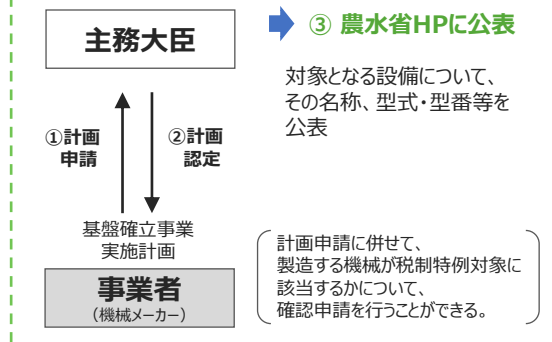 主務大臣
③ 農水省HPに公表
対象となる設備について、
その名称、型式・型番等を
公表
①計画
申請
②計画
認定
基盤確立事業
実施計画
事業者
（機械メーカー）
計画申請に併せて、
製造する機械が税制特例対象に
該当するかについて、
確認申請を行うことができる。